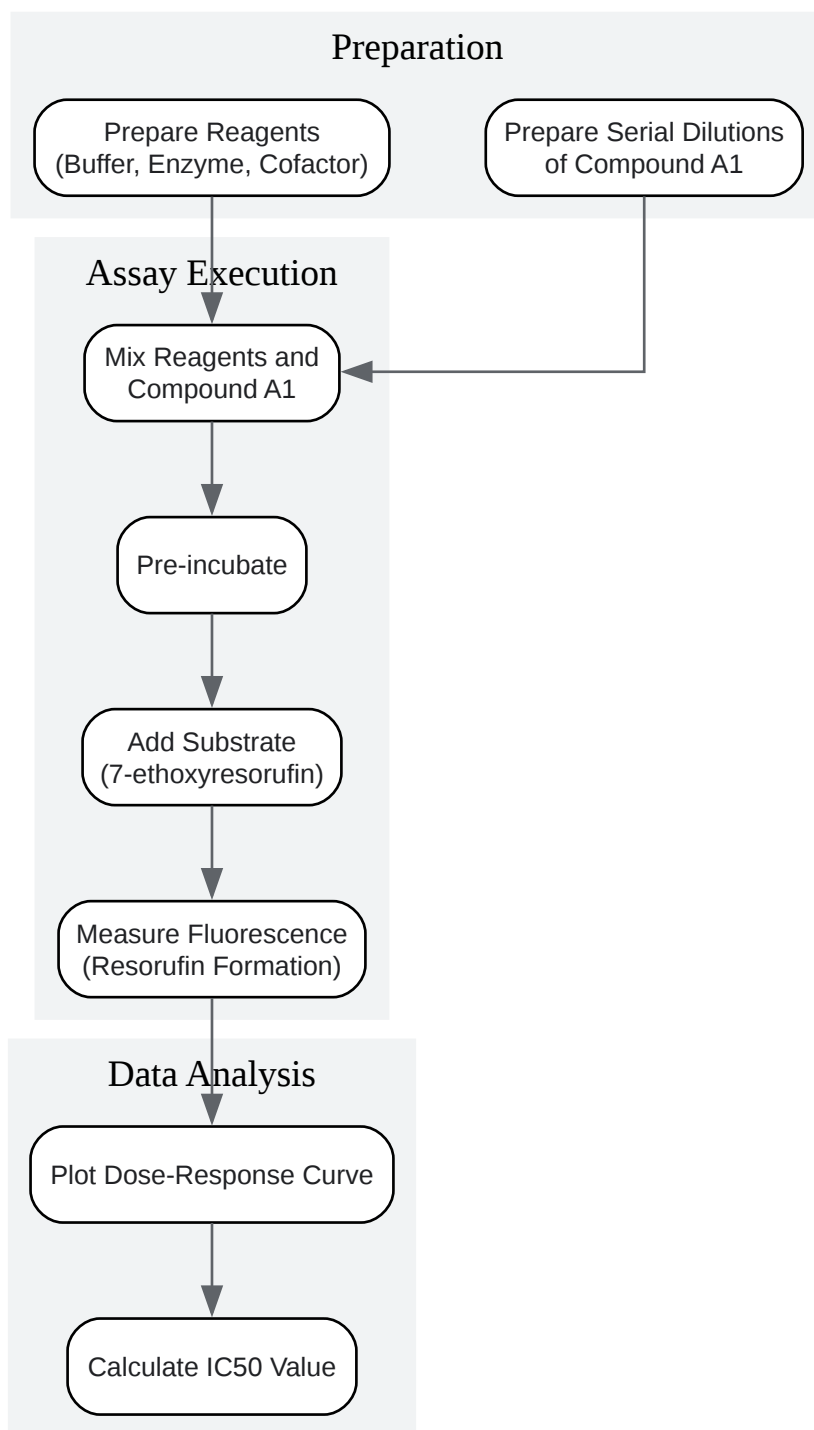 Preparation
Prepare Reagents
(Buffer, Enzyme, Cofactor)
Prepare Serial Dilutions
of Compound A1
Assay Execution
Mix Reagents and
Compound A1
Pre-incubate
Add Substrate
(7-ethoxyresorufin)
Measure Fluorescence
(Resorufin Formation)
Data Analysis
Plot Dose-Response Curve
Calculate IC50 Value